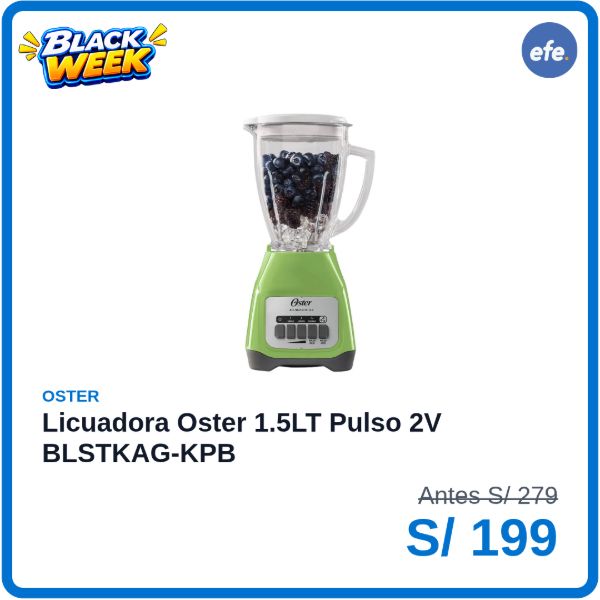 BLACK
WEEK
efe.
Oster
OSTER
Licuadora Oster 1.5LT Pulso 2V
BLSTKAG-KPB
Antes S/ 279
S/ 199